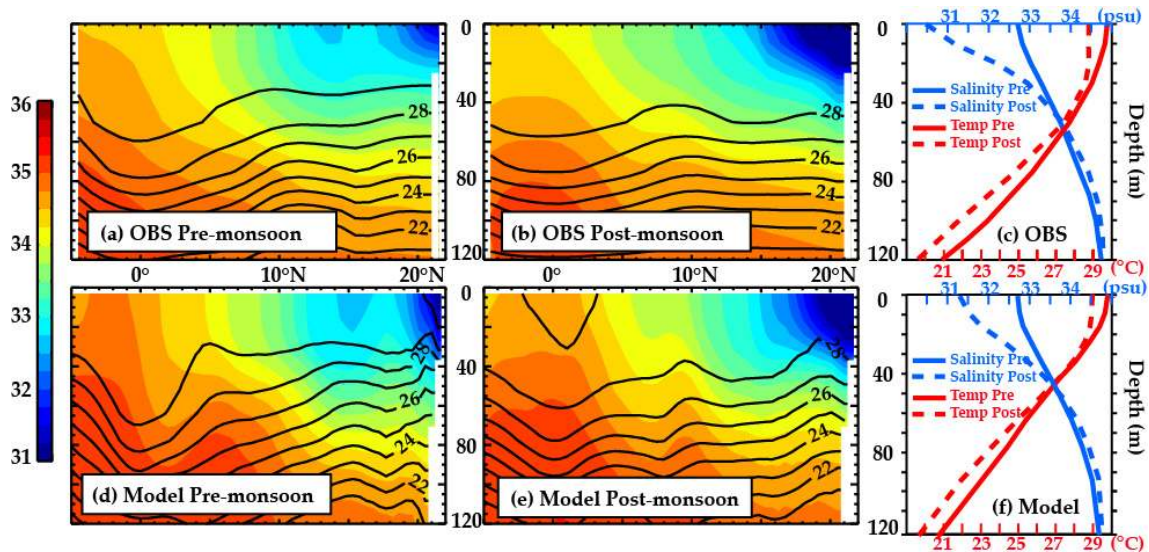 36
35
34
33
32
31
0
40
80
120
28
26
24
22
(a) OBS Pre-monsoon
28
26
24
22
(b) OBS Post-monsoon
0°
10°N
20°N
0°
10°N
20°N
31 32 33 34 (psu)
0
40
80
120
Depth (m)
Salinity Pre
Salinity Post
Temp Pre
Temp Post
(c) OBS
21 23 25 27 29 (°C)
0
40
80
120
28
26
24
22
(d) Model Pre-monsoon
28
26
24
22
(e) Model Post-monsoon
31 32 33 34 (psu)
0
40
80
120
Depth (m)
Salinity Pre
Salinity Post
Temp Pre
Temp Post
(f) Model
21 23 25 27 29 (°C)